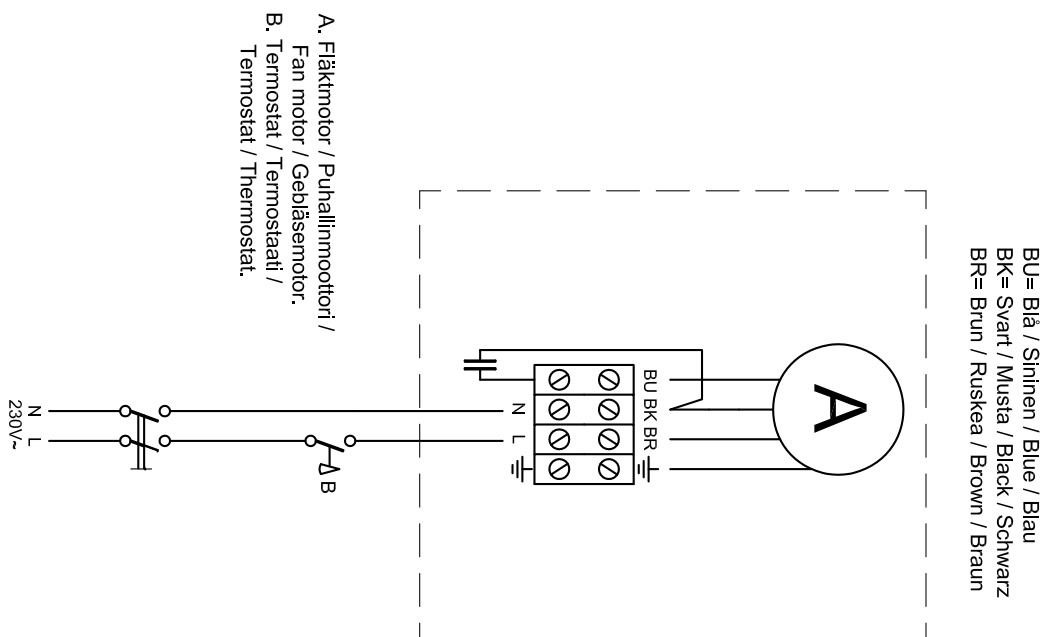 BU= Blå / Sininen / Blue / Blau
BK= Svart / Musta / Black / Schwarz
BR= Brun / Ruskea / Brown / Braun
A
BU BK BR
N L
B
N L
230V~
A. Fläktmotor / Puhallinmoottori /
Fan motor / Gebläsemotor.
B. Termostat / Termostaati /
Termostat / Thermostat.